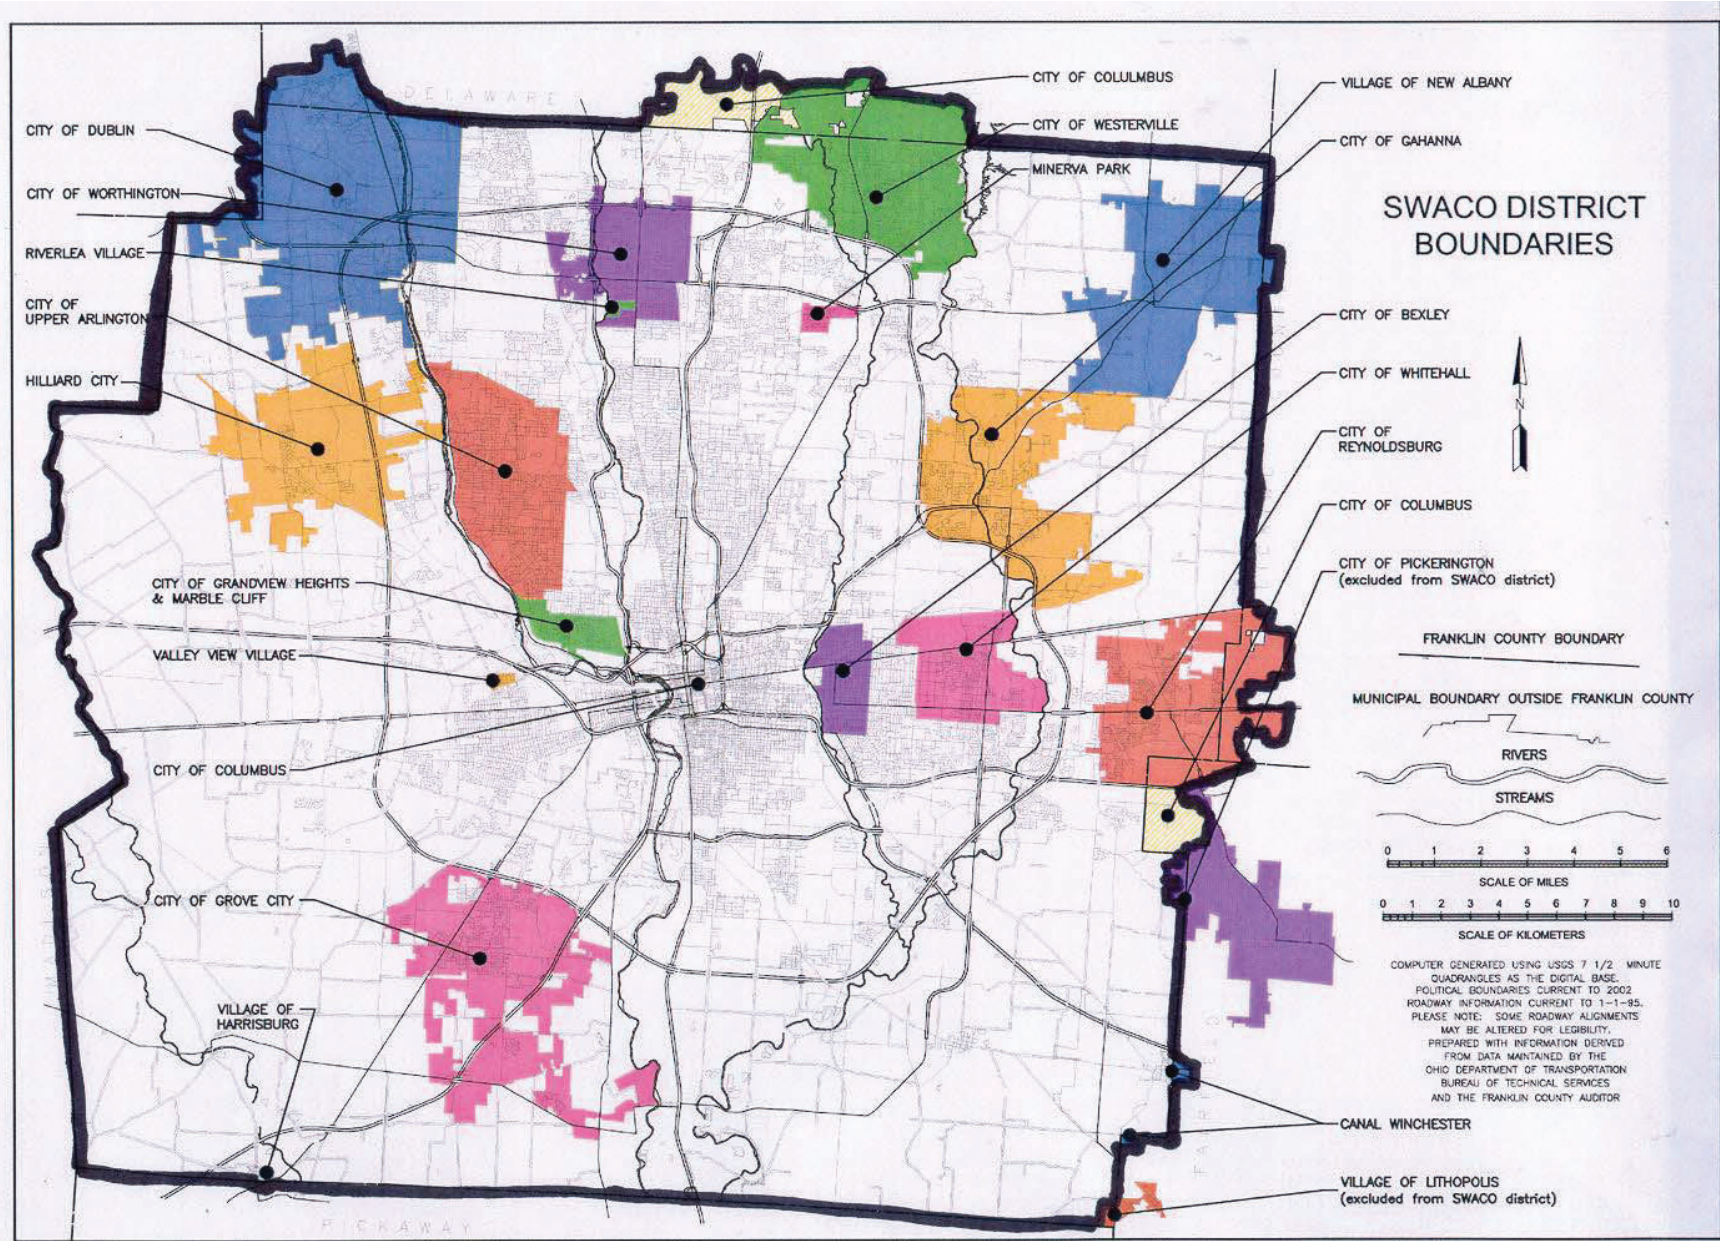 DELAWARE
CITY OF COLULMBUS
VILLAGE OF NEW ALBANY
CITY OF DUBLIN
CITY OF WESTERVILLE
CITY OF GAHANNA
MINERVA PARK
CITY OF WORTHINGTON
SWACO DISTRICT
BOUNDARIES
RIVERLEA VILLAGE
CITY OF
UPPER ARLINGTON
CITY OF BEXLEY
HILLIARD CITY
CITY OF WHITEHALL
N
CITY OF
REYNOLDSBURG
CITY OF COLUMBUS
CITY OF PICKERINGTON
(excluded from SWACO district)
CITY OF GRANDVIEW HEIGHTS
& MARBLE CLIFF
VALLEY VIEW VILLAGE
FRANKLIN COUNTY BOUNDARY
MUNICIPAL BOUNDARY OUTSIDE FRANKLIN COUNTY
RIVERS
CITY OF COLUMBUS
STREAMS
0 1 2 3 4 5 6
SCALE OF MILES
CITY OF GROVE CITY
0 1 2 3 4 5 6 7 8 9 10
SCALE OF KILOMETERS
COMPUTER GENERATED USING USGS 7 1/2 MINUTE
QUADRANGLES AS THE DIGITAL BASE.
POLITICAL BOUNDARIES CURRENT TO 2002
ROADWAY INFORMATION CURRENT TO 1-1-95.
PLEASE NOTE: SOME ROADWAY ALIGNMENTS
MAY BE ALTERED FOR LEGIBILITY.
PREPARED WITH INFORMATION DERIVED
FROM DATA MAINTAINED BY THE
OHIO DEPARTMENT OF TRANSPORTATION
BUREAU OF TECHNICAL SERVICES
AND THE FRANKLIN COUNTY AUDITOR
VILLAGE OF
HARRISBURG
CANAL WINCHESTER
VILLAGE OF LITHOPOLIS
(excluded from SWACO district)
PICKAWAY